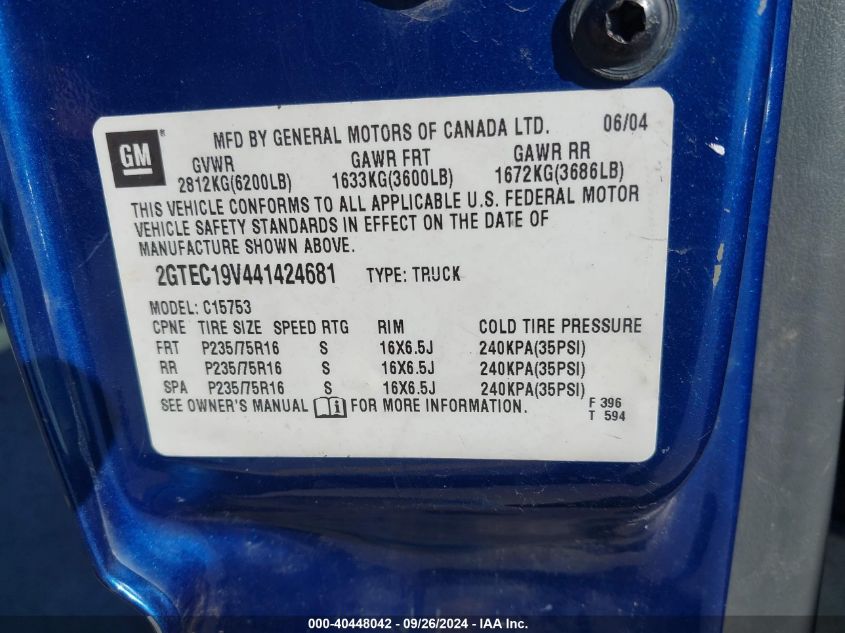 MFD BY GENERAL MOTORS OF CANADA LTD. 06/04
GM ®
GVWR GAWR FRT GAWR RR
2812KG(6200LB) 1633KG(3600LB) 1672KG(3686LB)
THIS VEHICLE CONFORMS TO ALL APPLICABLE U.S. FEDERAL MOTOR
VEHICLE SAFETY STANDARDS IN EFFECT ON THE DATE OF
MANUFACTURE SHOWN ABOVE.
2GTEC19V441424681 TYPE: TRUCK
MODEL: C15753
CPNE TIRE SIZE SPEED RTG RIM COLD TIRE PRESSURE
FRT P235/75R16 S 16X6.5J 240KPA(35PSI)
RR P235/75R16 S 16X6.5J 240KPA(35PSI)
SPA P235/75R16 S 16X6.5J 240KPA(35PSI)
SEE OWNER'S MANUAL i FOR MORE INFORMATION. F 396
T 594
000-40448042 / 09/26/2024 - IAA Inc.